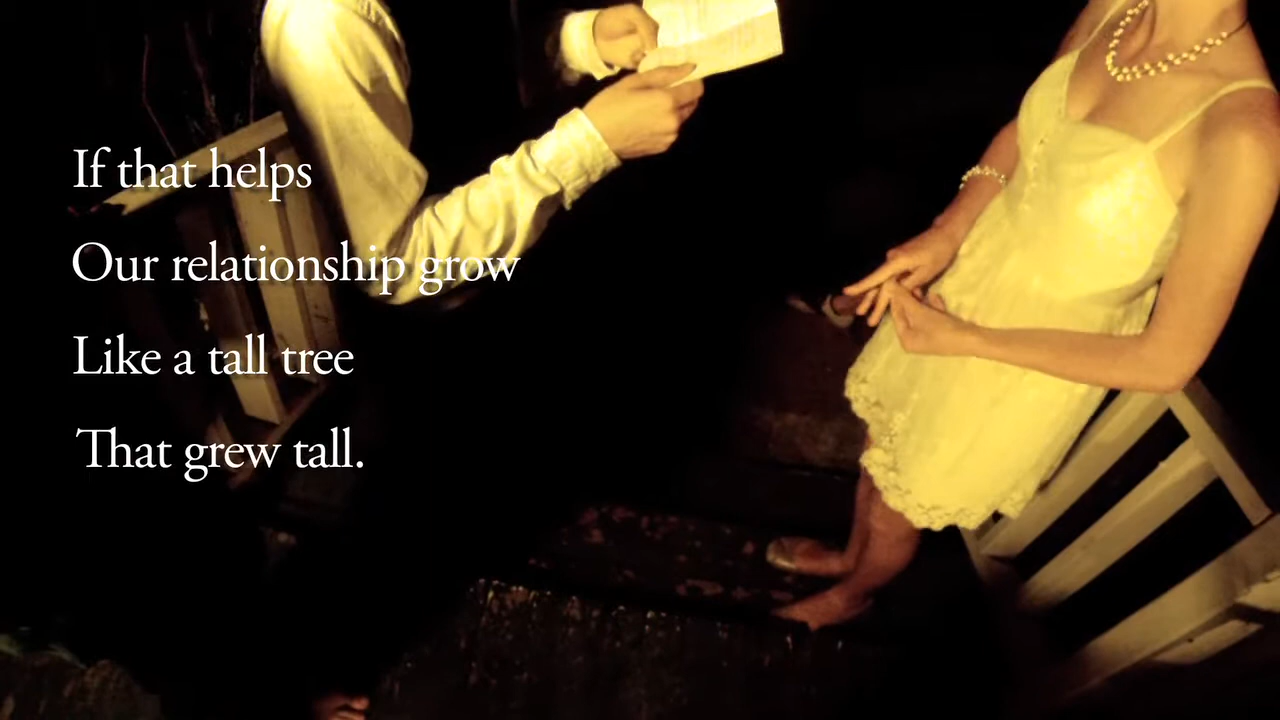 If that helps
Our relationship grow
Like a tall tree
That grew tall.